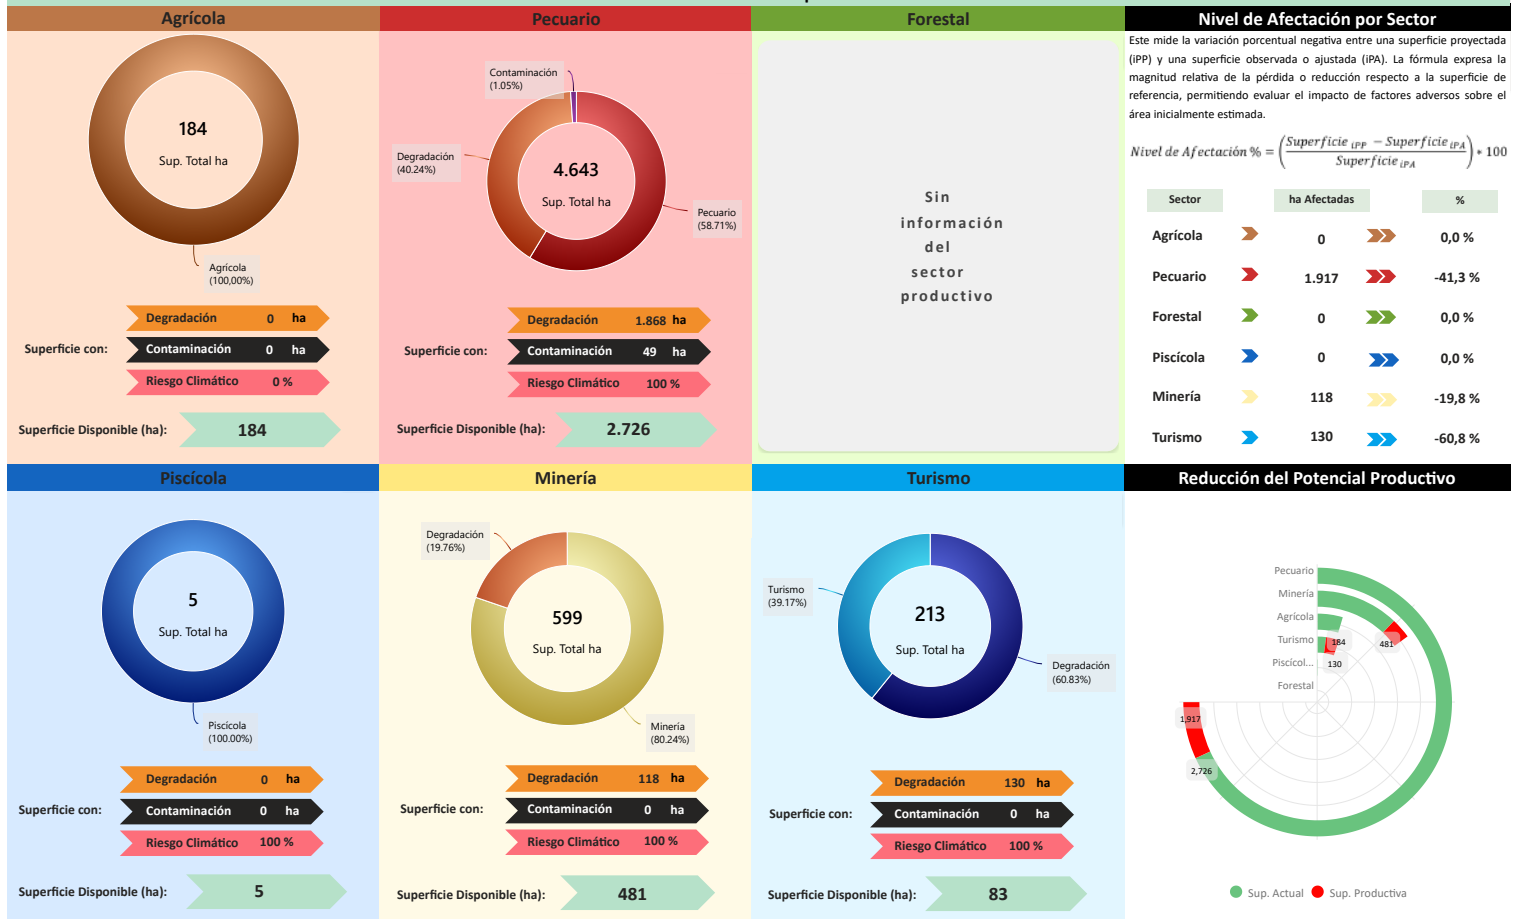 Agrícola
184
Sup. Total ha
Agrícola
(100,00%)
Superficie con:
Degradación 0 ha
Contaminación 0 ha
Riesgo Climático 0 %
Superficie Disponible (ha): 184
Pecuario
Contaminación
(1.05%)
Degradación
(40.24%)
4.643
Sup. Total ha
Pecuario
(58.71%)
Superficie con:
Degradación 1.868 ha
Contaminación 49 ha
Riesgo Climático 100 %
Superficie Disponible (ha): 2.726
Forestal
Sin
información
del
sector
productivo
Nivel de Afectación por Sector
Este mide la variación porcentual negativa entre una superficie proyectada
(iPP) y una superficie observada o ajustada (iPA). La fórmula expresa la
magnitud relativa de la pérdida o reducción respecto a la superficie de
referencia, permitiendo evaluar el impacto de factores adversos sobre el
área inicialmente estimada.
Nivel de Afectación % = (Superficie iPP − Superficie iPA / Superficie iPA) * 100
Sector ha Afectadas %
Agrícola 0 0,0 %
Pecuario 1.917 -41,3 %
Forestal 0 0,0 %
Piscícola 0 0,0 %
Minería 118 -19,8 %
Turismo 130 -60,8 %
Piscícola
5
Sup. Total ha
Piscícola
(100.00%)
Superficie con:
Degradación 0 ha
Contaminación 0 ha
Riesgo Climático 100 %
Superficie Disponible (ha): 5
Minería
Degradación
(19.76%)
599
Sup. Total ha
Minería
(80.24%)
Superficie con:
Degradación 118 ha
Contaminación 0 ha
Riesgo Climático 100 %
Superficie Disponible (ha): 481
Turismo
Turismo
(39.17%)
213
Sup. Total ha
Degradación
(60.83%)
Superficie con:
Degradación 130 ha
Contaminación 0 ha
Riesgo Climático 100 %
Superficie Disponible (ha): 83
Reducción del Potencial Productivo
Pecuario
Minería
Agrícola
Turismo
Piscícol...
Forestal
184
481
130
1,917
2,726
Sup. Actual Sup. Productiva